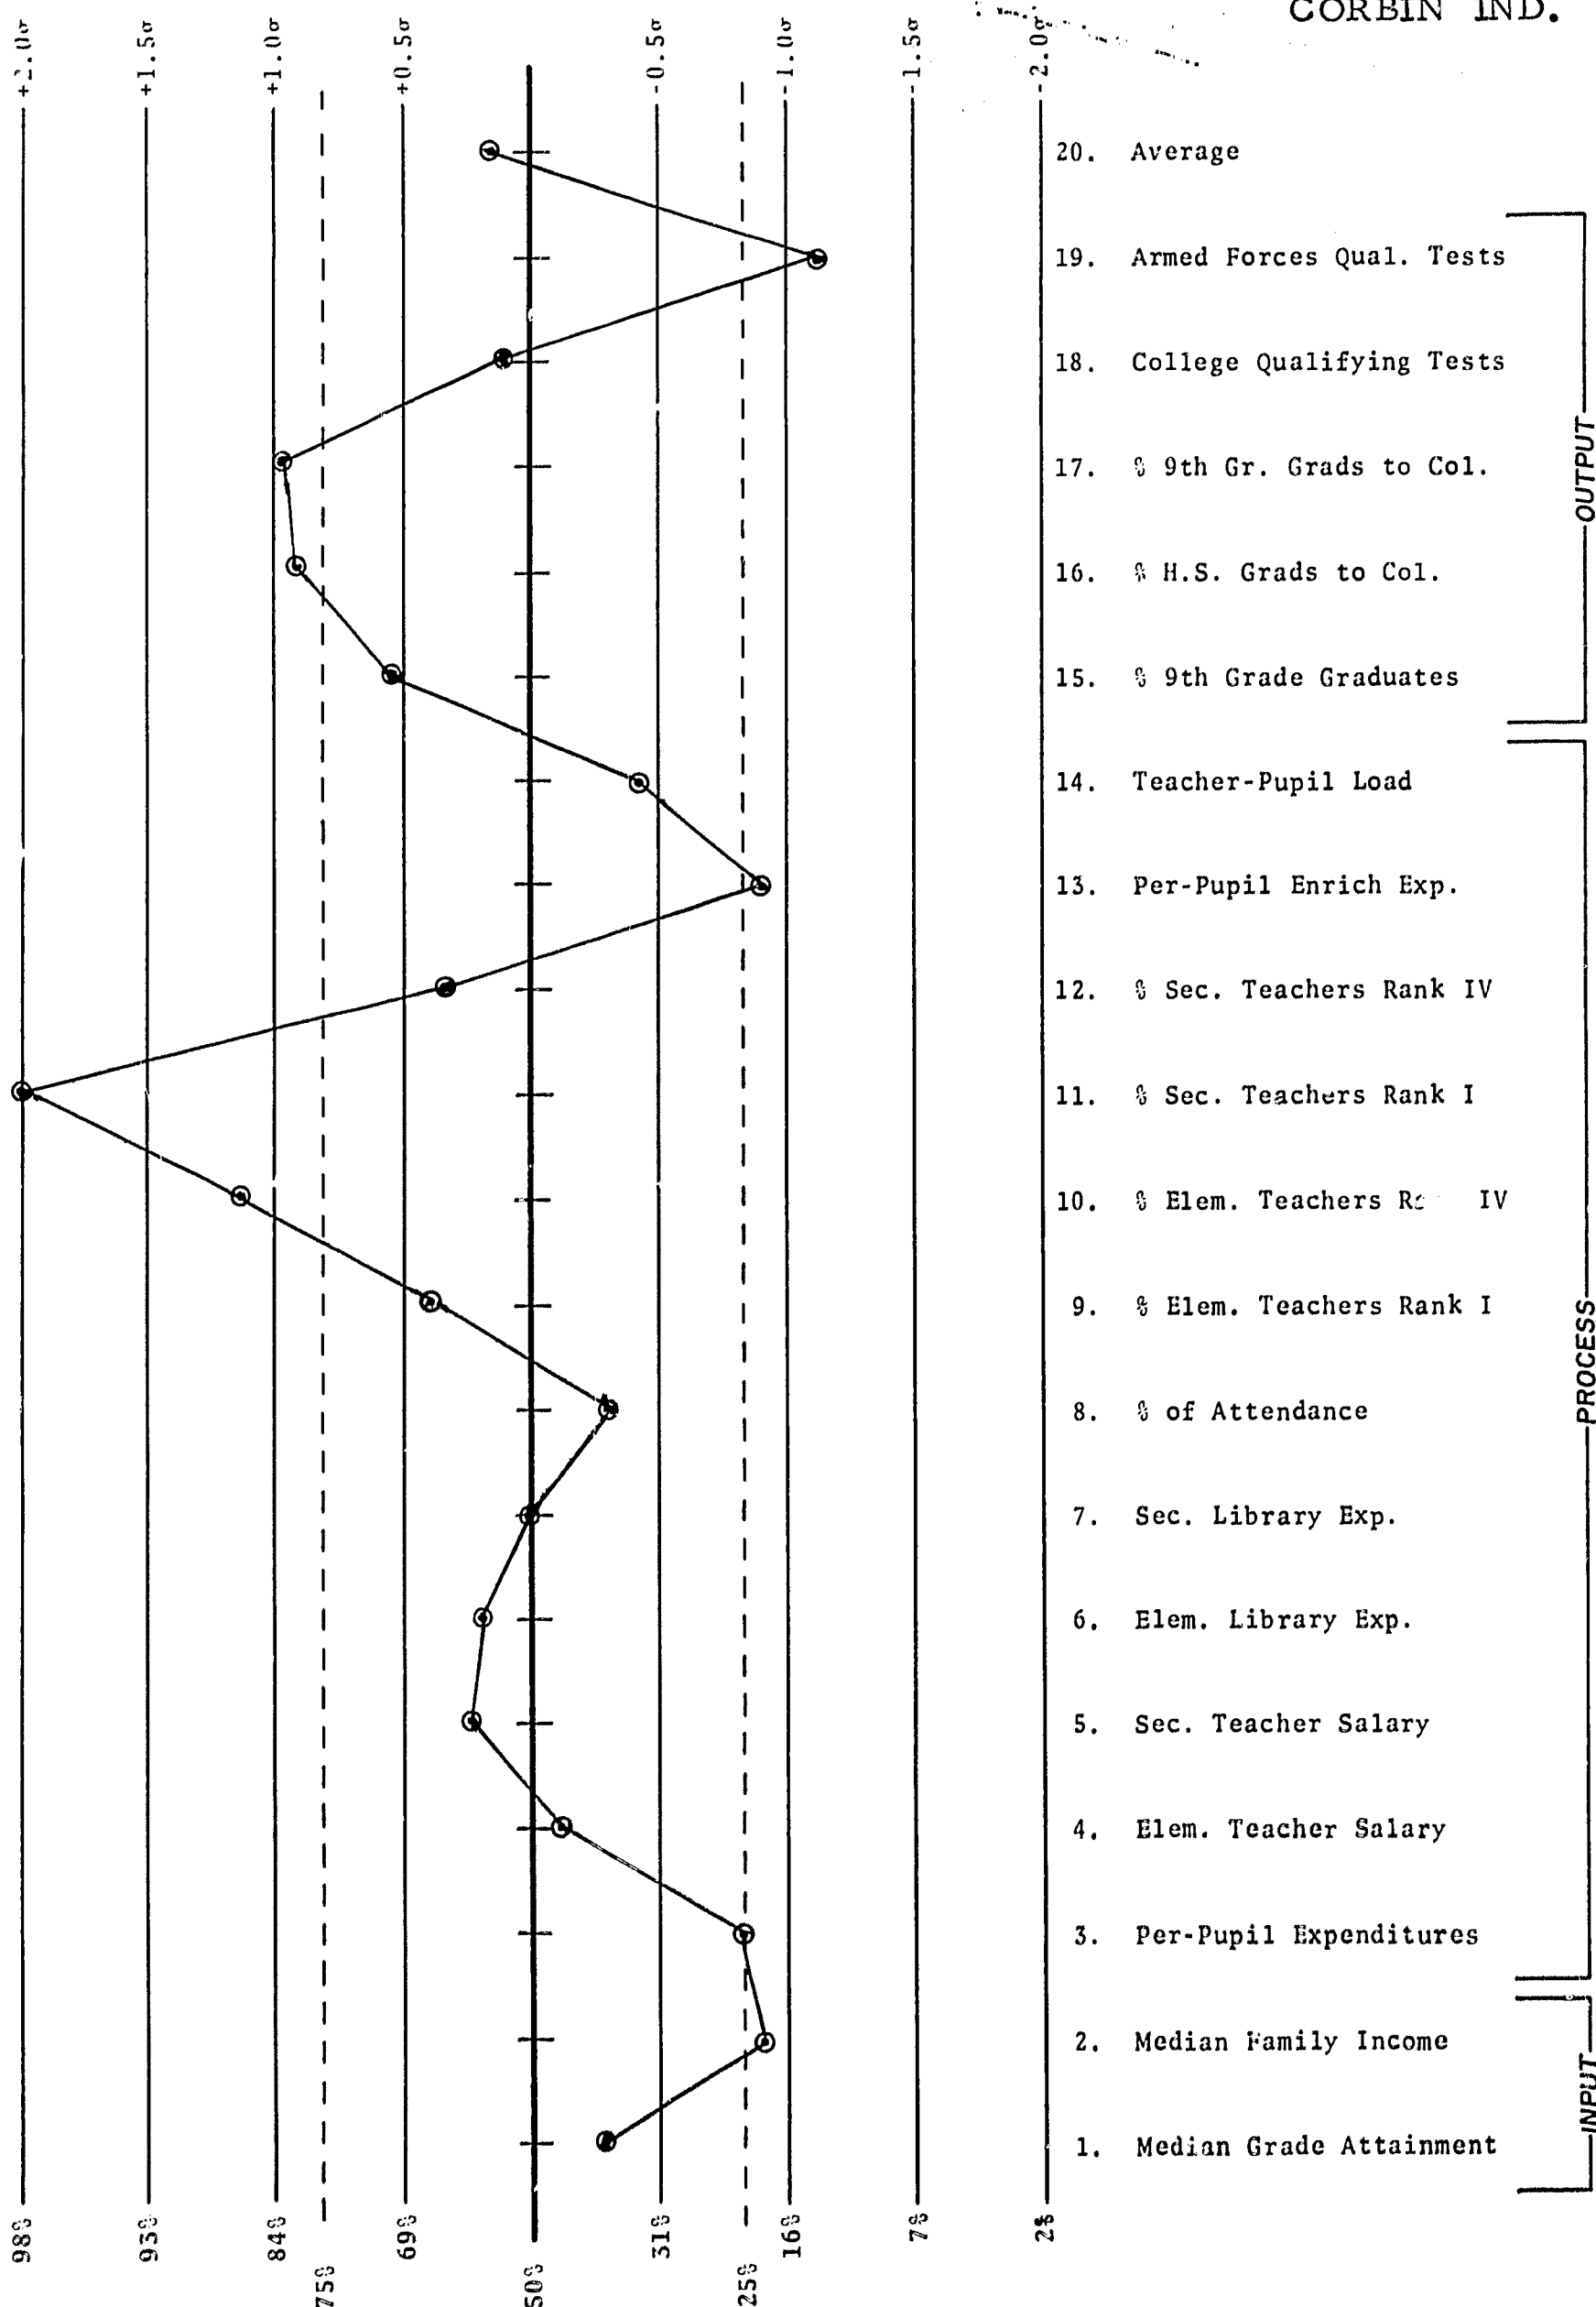 CORBIN IND.
+2.0σ
+1.5σ
+1.0σ
+0.5σ
-0.5σ
-1.0σ
-1.5σ
-2.0σ
20. Average
19. Armed Forces Qual. Tests
18. College Qualifying Tests
17. % 9th Gr. Grads to Col.
16. % H.S. Grads to Col.
15. % 9th Grade Graduates
OUTPUT
14. Teacher-Pupil Load
13. Per-Pupil Enrich Exp.
12. % Sec. Teachers Rank IV
11. % Sec. Teachers Rank I
10. % Elem. Teachers IV
9. % Elem. Teachers Rank I
8. % of Attendance
7. Sec. Library Exp.
6. Elem. Library Exp.
5. Sec. Teacher Salary
4. Elem. Teacher Salary
3. Per-Pupil Expenditures
PROCESS
2. Median Family Income
1. Median Grade Attainment
INPUT
98%
93%
84%
75%
69%
50%
31%
25%
16%
7%
2%